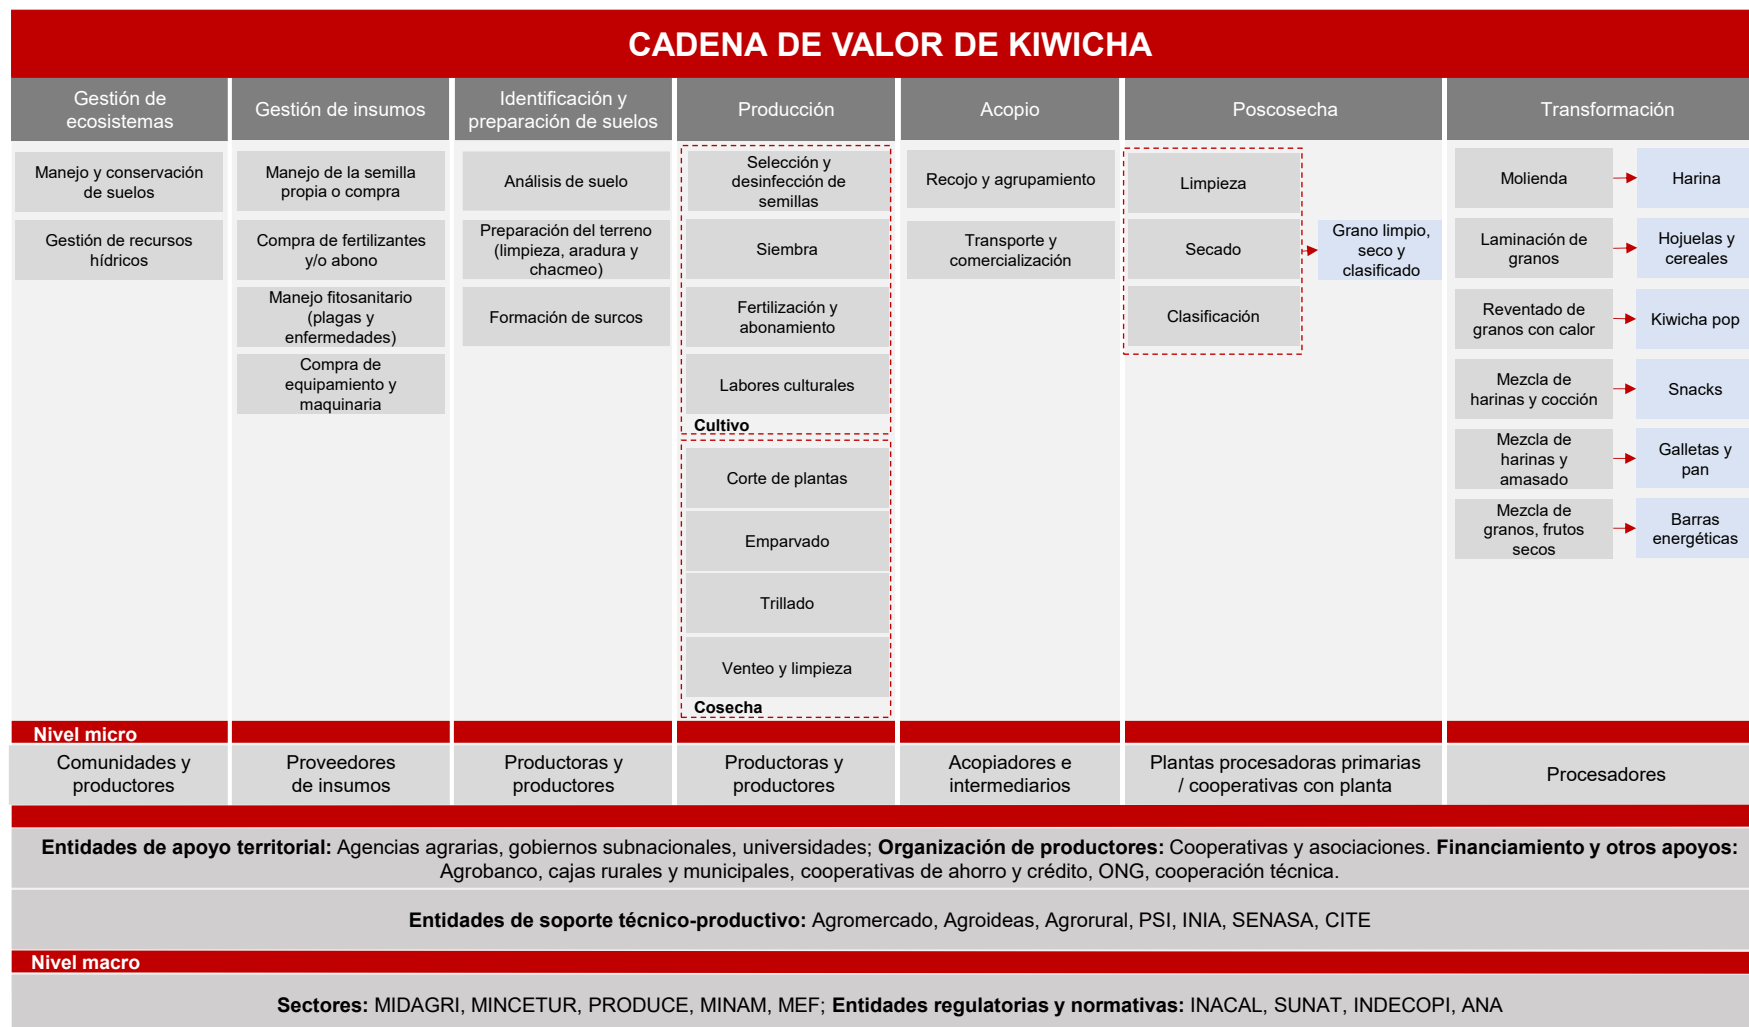 CADENA DE VALOR DE KIWICHA
Gestión de
ecosistemas
Gestión de insumos
Identificación y
preparación de suelos
Producción
Acopio
Poscosecha
Transformación
Manejo y conservación
de suelos
Gestión de recursos
hídricos
Manejo de la semilla
propia o compra
Compra de fertilizantes
y/o abono
Manejo fitosanitario
(plagas y
enfermedades)
Compra de
equipamiento y
maquinaria
Análisis de suelo
Preparación del terreno
(limpieza, aradura y
chacmeo)
Formación de surcos
Selección y
desinfección de
semillas
Siembra
Fertilización y
abonamiento
Labores culturales
Cultivo
Corte de plantas
Emparvado
Trillado
Venteo y limpieza
Cosecha
Recojo y agrupamiento
Transporte y
comercialización
Limpieza
Secado
Clasificación
Grano limpio,
seco y
clasificado
Molienda
Harina
Laminación de
granos
Hojuelas y
cereales
Reventado de
granos con calor
Kiwicha pop
Mezcla de
harinas y cocción
Snacks
Mezcla de
harinas y
amasado
Galletas y
pan
Mezcla de
granos, frutos
secos
Barras
energéticas
Nivel micro
Comunidades y
productores
Proveedores
de insumos
Productoras y
productores
Productoras y
productores
Acopiadores e
intermediarios
Plantas procesadoras primarias
/ cooperativas con planta
Procesadores
Entidades de apoyo territorial: Agencias agrarias, gobiernos subnacionales, universidades; Organización de productores: Cooperativas y asociaciones. Financiamiento y otros apoyos:
Agrobanco, cajas rurales y municipales, cooperativas de ahorro y crédito, ONG, cooperación técnica.
Entidades de soporte técnico-productivo: Agromercado, Agroideas, Agrorural, PSI, INIA, SENASA, CITE
Nivel macro
Sectores: MIDAGRI, MINCETUR, PRODUCE, MINAM, MEF; Entidades regulatorias y normativas: INACAL, SUNAT, INDECOPI, ANA